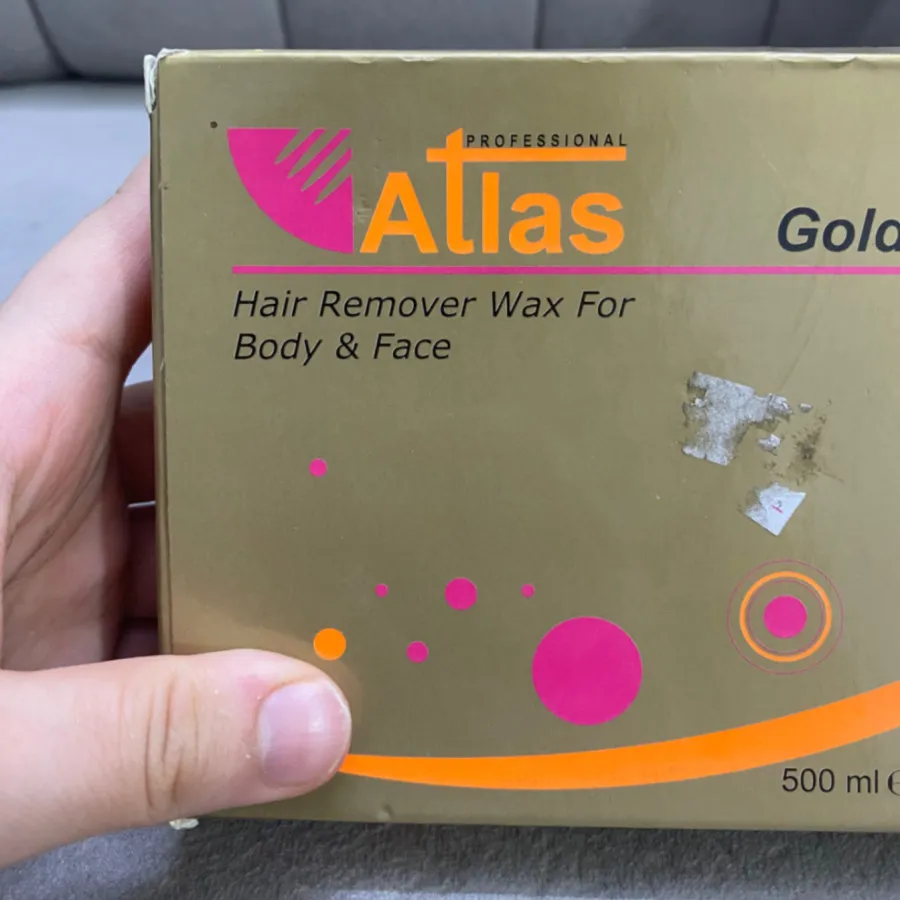 PROFESSIONAL
Atlas
Gold
Hair Remover Wax For
Body & Face
500 ml e